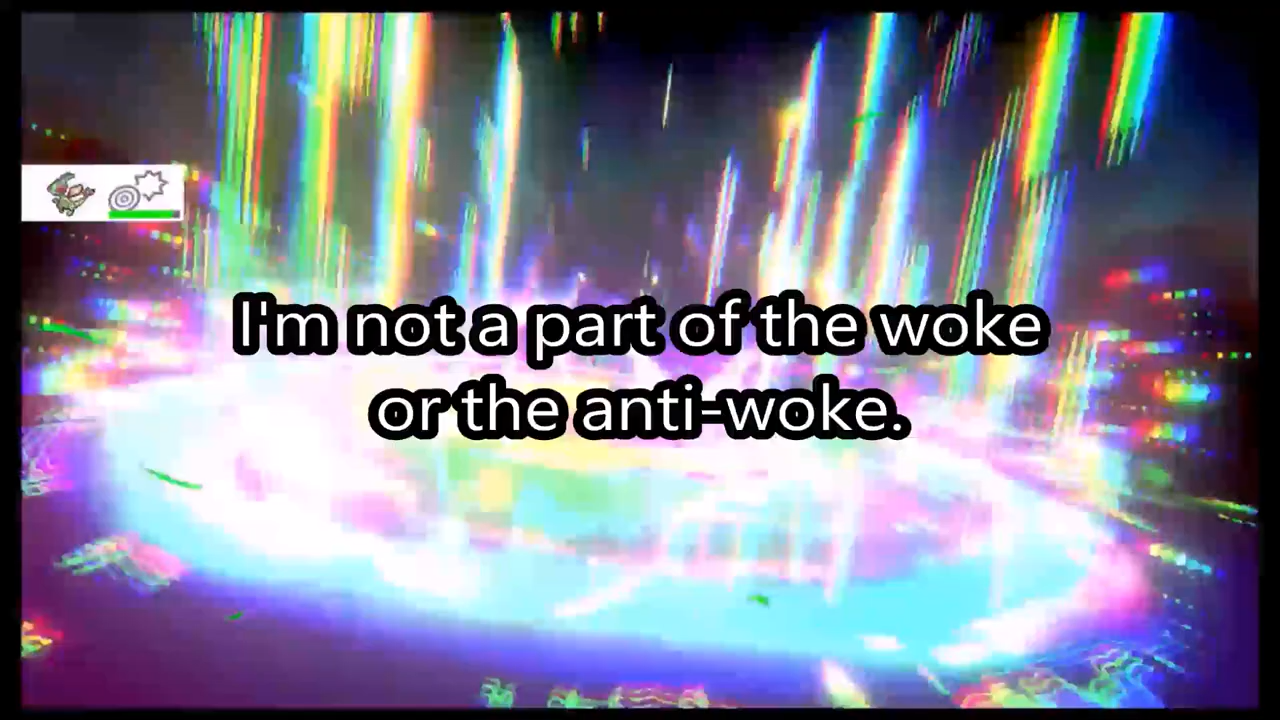 I'm not a part of the woke
or the anti-woke.